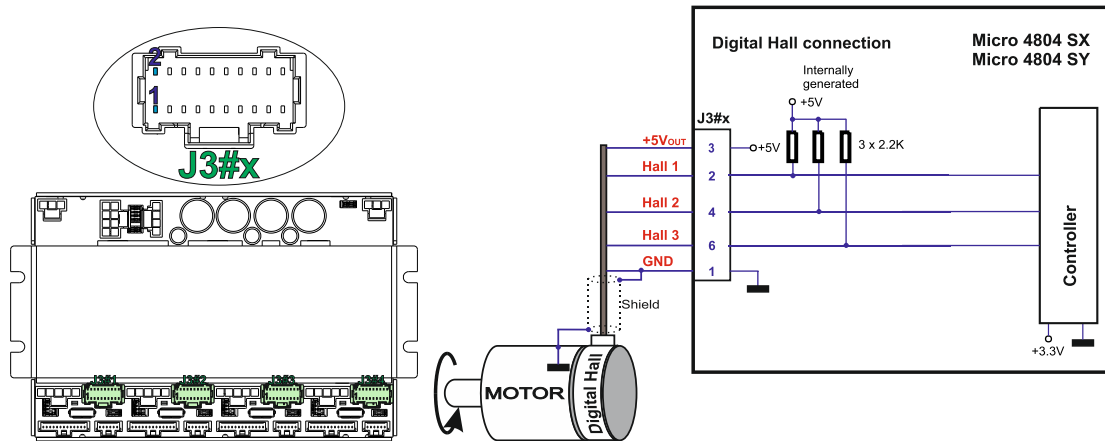 2
1
J3#x
J3#1
J3#2
J3#3
J3#4
Digital Hall connection
Micro 4804 SX
Micro 4804 SY
Internally
generated
+5V
J3#x
+5VOUT
3
+5V
3 x 2.2K
Hall 1
2
Hall 2
4
Hall 3
6
GND
1
Shield
Controller
+3.3V
MOTOR
Digital Hall